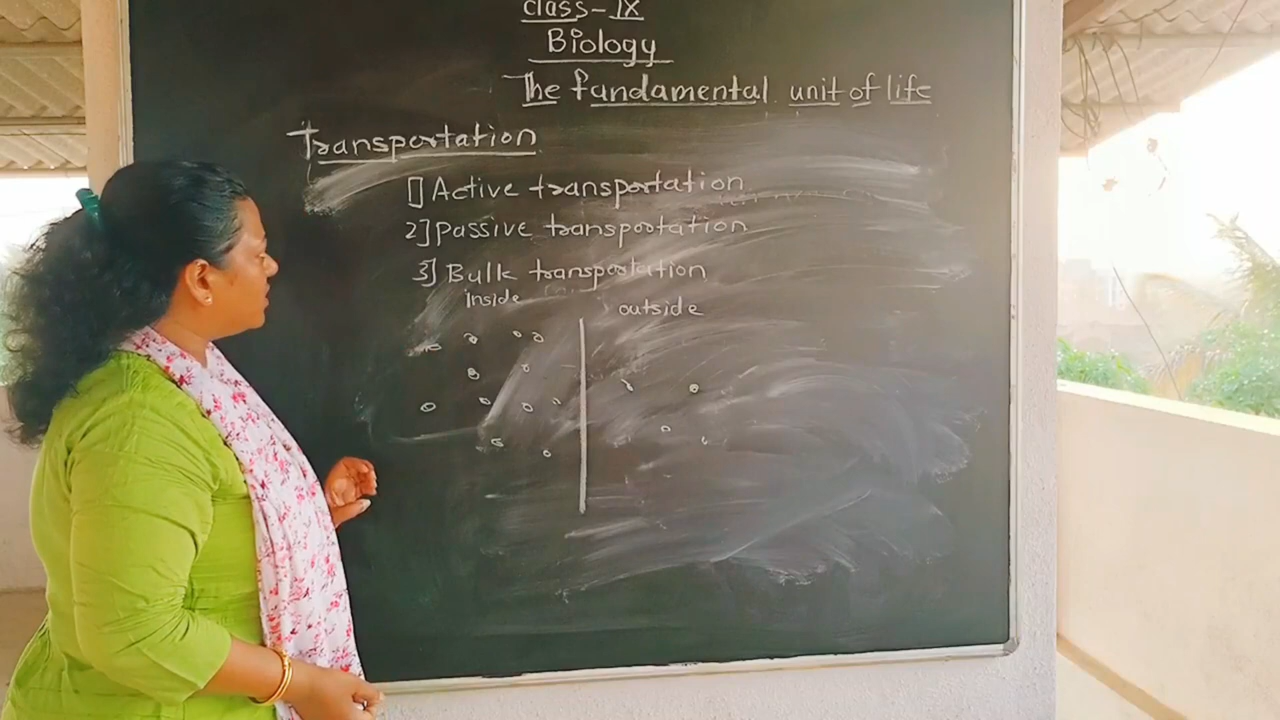 class-IX
Biology
The fundamental unit of life
Transportation
1] Active transportation
2] Passive transportation
3] Bulk transportation
Inside
outside